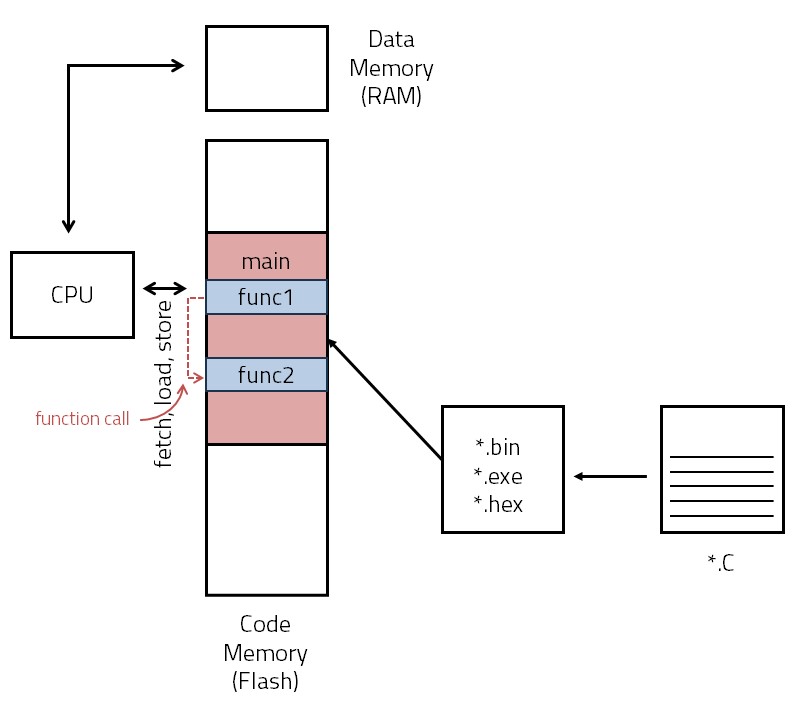 Data
Memory
(RAM)
main
CPU
func1
fetch, load, store
func2
function call
*.bin
*.exe
*.hex
*.C
Code
Memory
(Flash)